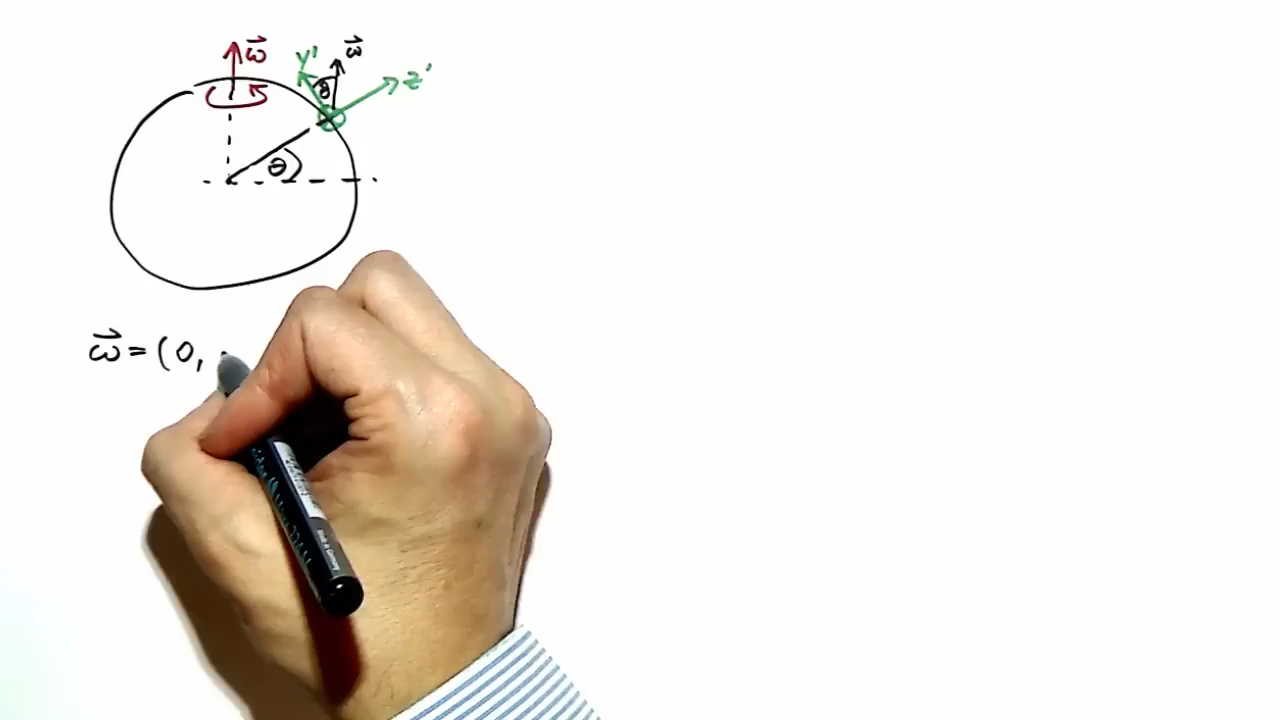 ω⃗
y'
ω⃗
θ
z'
θ
ω⃗ = (0,